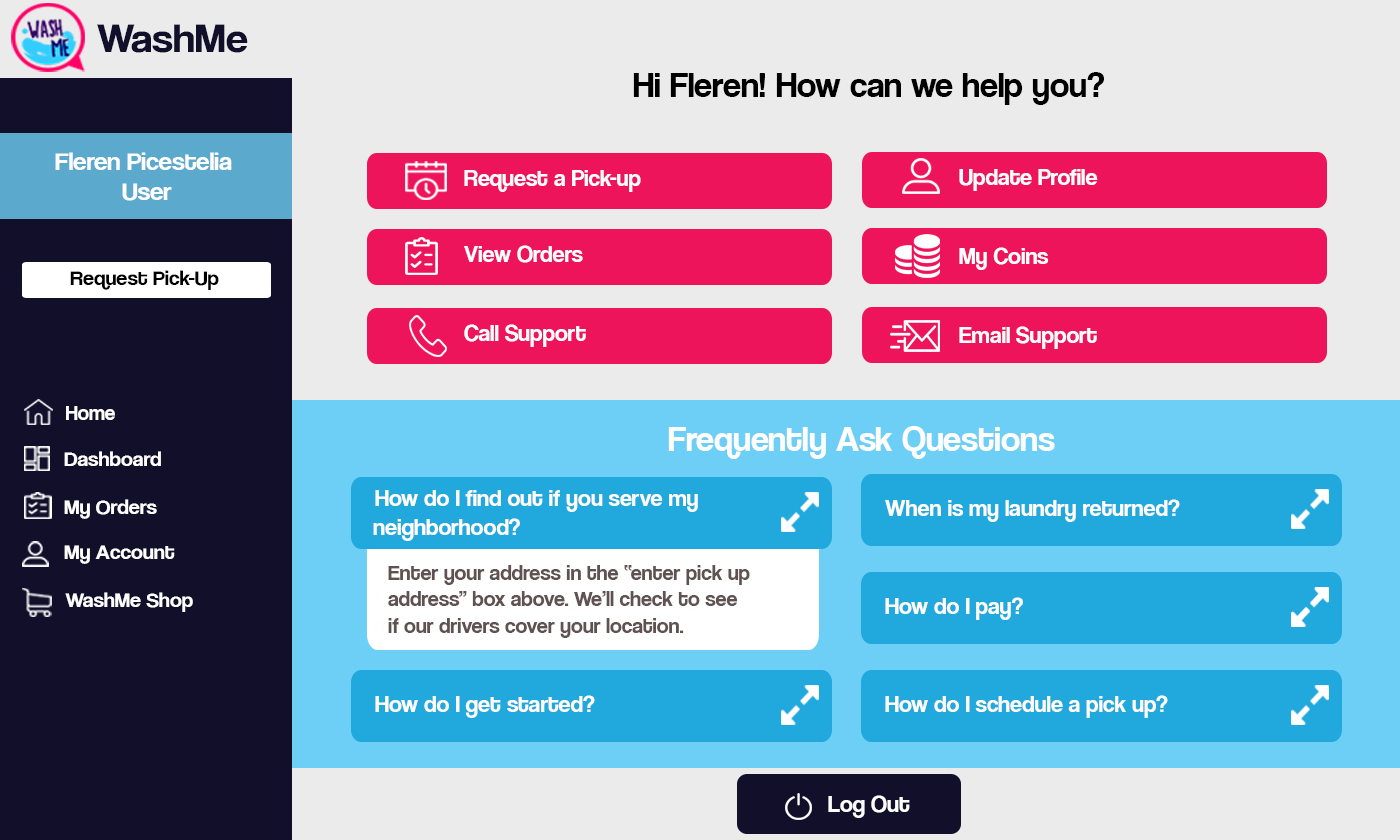 WASH
ME
WashMe
Fleren Picestelia
User
Request Pick-Up
Home
Dashboard
My Orders
My Account
WashMe Shop
Hi Fleren! How can we help you?
Request a Pick-up
Update Profile
View Orders
My Coins
Call Support
Email Support
Frequently Ask Questions
How do I find out if you serve my
neighborhood?
Enter your address in the “enter pick up
address” box above. We’ll check to see
if our drivers cover your location.
When is my laundry returned?
How do I pay?
How do I get started?
How do I schedule a pick up?
Log Out